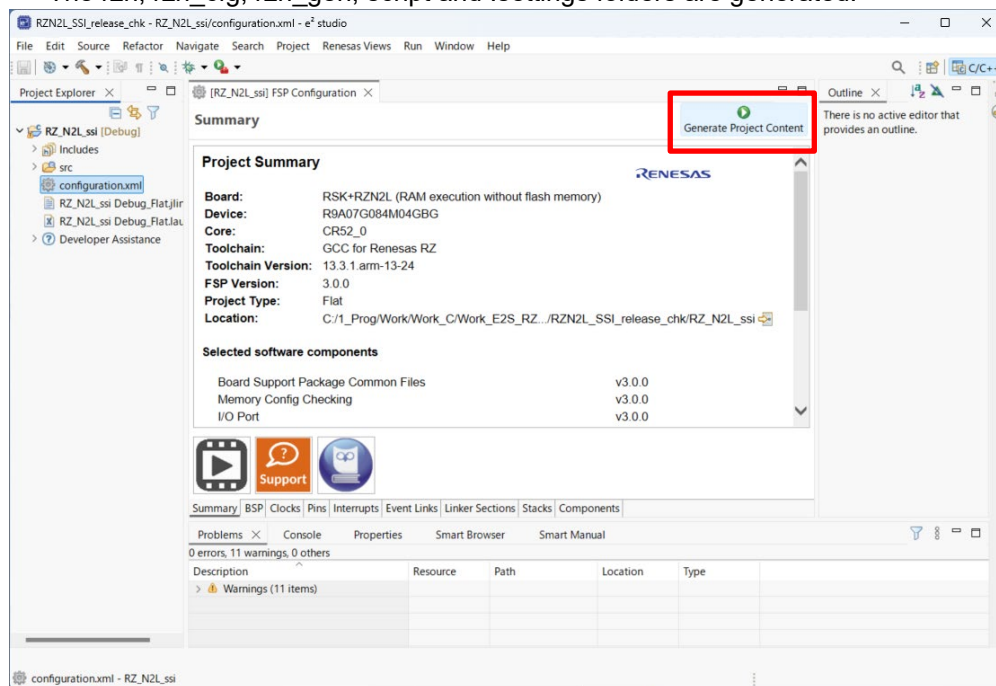 RZN2L_SSI_release_chk - RZ_N2L_ssi/configuration.xml - e² studio
File Edit Source Refactor Navigate Search Project Renesas Views Run Window Help
C/C++
Project Explorer
[RZ_N2L_ssi] FSP Configuration
Outline
Summary
Generate Project Content
There is no active editor that
provides an outline.
RZ_N2L_ssi [Debug]
Includes
src
configuration.xml
RZ_N2L_ssi Debug_Flat.jlin
RZ_N2L_ssi Debug_Flat.lau
Developer Assistance
Project Summary
RENESAS
Board: RSK+RZN2L (RAM execution without flash memory)
Device: R9A07G084M04GBG
Core: CR52_0
Toolchain: GCC for Renesas RZ
Toolchain Version: 13.3.1.arm-13-24
FSP Version: 3.0.0
Project Type: Flat
Location: C:/1_Prog/Work/Work_C/Work_E2S_RZ.../RZN2L_SSI_release_chk/RZ_N2L_ssi
Selected software components
Board Support Package Common Files v3.0.0
Memory Config Checking v3.0.0
I/O Port v3.0.0
Support
Summary BSP Clocks Pins Interrupts Event Links Linker Sections Stacks Components
Problems Console Properties Smart Browser Smart Manual
0 errors, 11 warnings, 0 others
Description Resource Path Location Type
Warnings (11 items)
configuration.xml - RZ_N2L_ssi